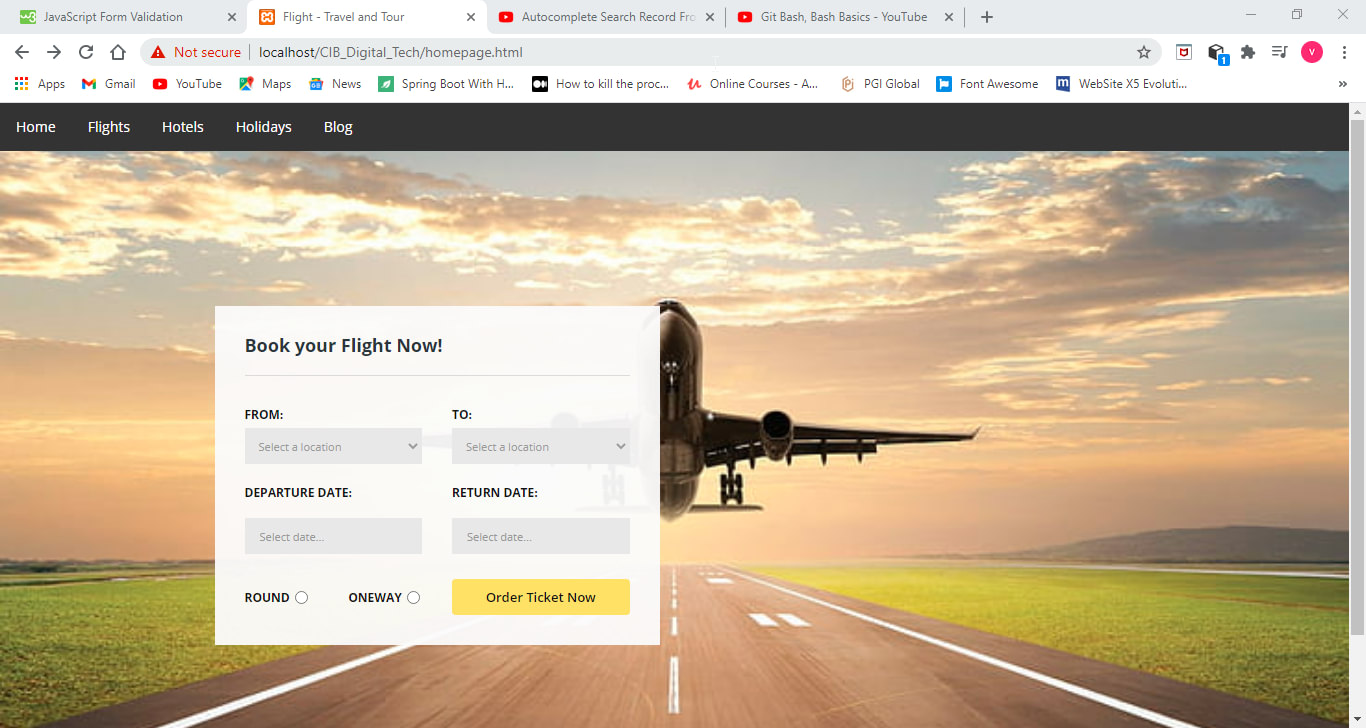 JavaScript Form Validation
Flight - Travel and Tour
Autocomplete Search Record Fro
Git Bash, Bash Basics - YouTube
Not secure
localhost/CIB_Digital_Tech/homepage.html
1
V
Apps
Gmail
YouTube
Maps
News
Spring Boot With H...
How to kill the proc...
Online Courses - A...
PGI Global
Font Awesome
WebSite X5 Evoluti...
Home
Flights
Hotels
Holidays
Blog
Book your Flight Now!
FROM:
TO:
Select a location
Select a location
DEPARTURE DATE:
RETURN DATE:
Select date...
Select date...
ROUND
ONEWAY
Order Ticket Now